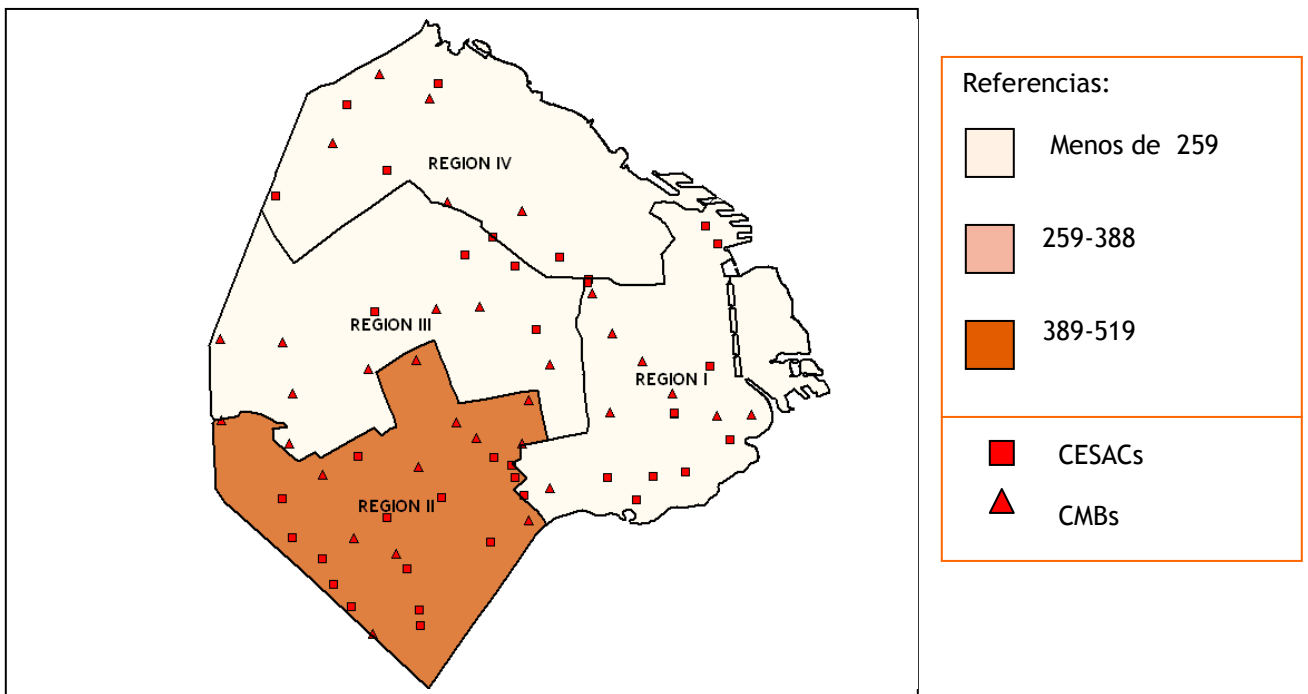 REGION IV
REGION III
REGION I
REGION II
Referencias:
Menos de 259
259-388
389-519
CESACs
CMBs